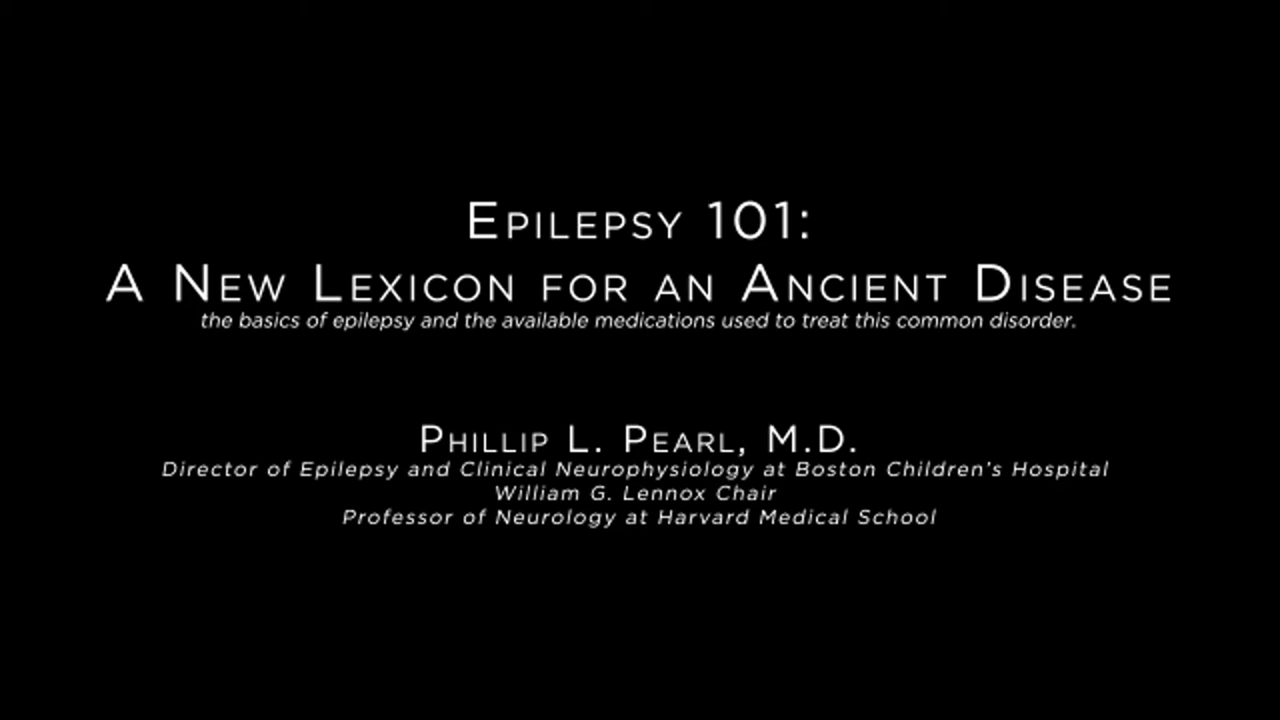 Epilepsy 101:
A New Lexicon for an Ancient Disease
the basics of epilepsy and the available medications used to treat this common disorder.
Phillip L. Pearl, M.D.
Director of Epilepsy and Clinical Neurophysiology at Boston Children's Hospital
William G. Lennox Chair
Professor of Neurology at Harvard Medical School